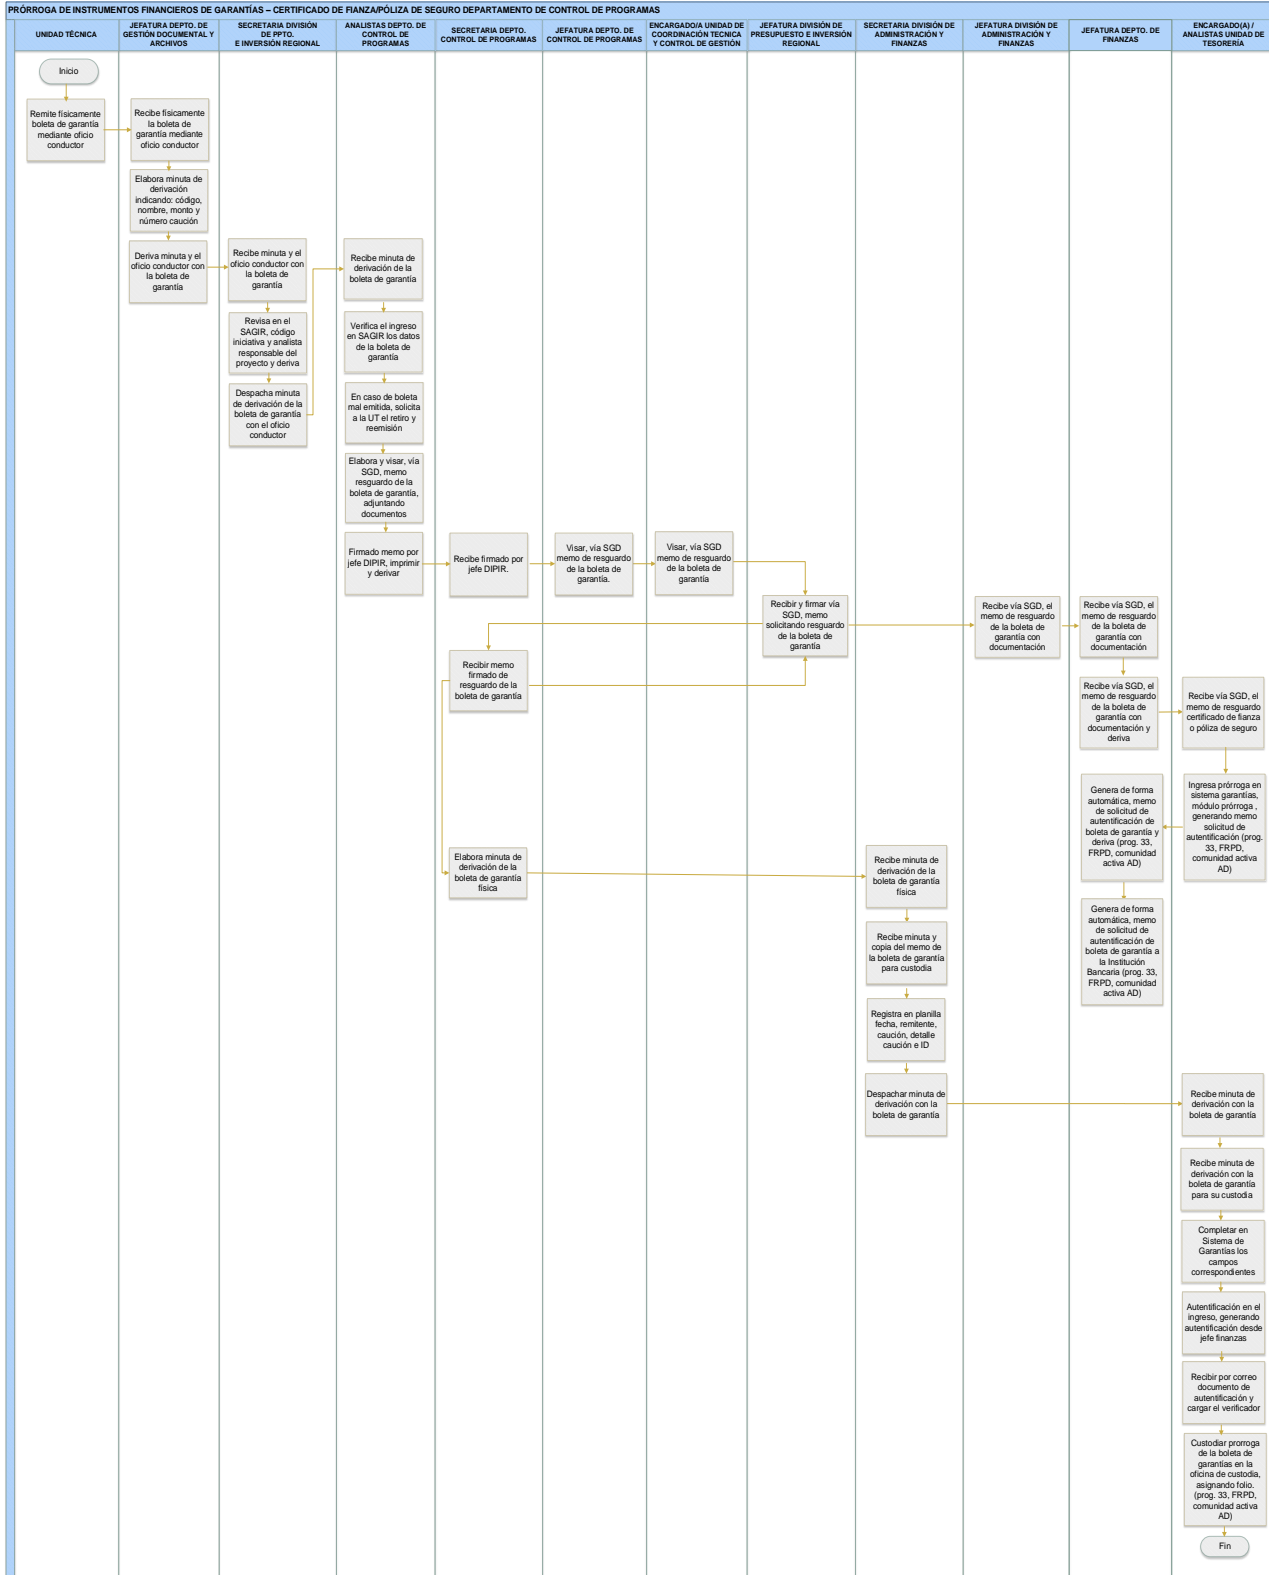 PRÓRROGA DE INSTRUMENTOS FINANCIEROS DE GARANTÍAS – CERTIFICADO DE FIANZA/PÓLIZA DE SEGURO DEPARTAMENTO DE CONTROL DE PROGRAMAS
UNIDAD TÉCNICA
JEFATURA DEPTO. DE
GESTIÓN DOCUMENTAL Y
ARCHIVOS
SECRETARIA DIVISIÓN
DE PPTO.
E INVERSIÓN REGIONAL
ANALISTAS DEPTO. DE
CONTROL DE
PROGRAMAS
SECRETARIA DEPTO.
CONTROL DE PROGRAMAS
JEFATURA DEPTO. DE
CONTROL DE PROGRAMAS
ENCARGADO/A UNIDAD DE
COORDINACIÓN TECNICA
Y CONTROL DE GESTIÓN
JEFATURA DIVISIÓN DE
PRESUPUESTO E INVERSIÓN
REGIONAL
SECRETARIA DIVISIÓN DE
ADMINISTRACIÓN Y
FINANZAS
JEFATURA DIVISIÓN DE
ADMINISTRACIÓN Y
FINANZAS
JEFATURA DEPTO. DE
FINANZAS
ENCARGADO(A) /
ANALISTAS UNIDAD DE
TESORERÍA
Inicio
Remite físicamente
boleta de garantía
mediante oficio
conductor
Recibe físicamente
la boleta de
garantía mediante
oficio conductor
Elabora minuta de
derivación
indicando: código,
nombre, monto y
número caución
Deriva minuta y el
oficio conductor con
la boleta de
garantía
Recibe minuta y el
oficio conductor con
la boleta de
garantía
Revisa en el
SAGIR, código
iniciativa y analista
responsable del
proyecto y deriva
Despacha minuta
de derivación de la
boleta de garantía
con el oficio
conductor
Recibe minuta de
derivación de la
boleta de garantía
Verifica el ingreso
en SAGIR los datos
de la boleta de
garantía
En caso de boleta
mal emitida, solicita
a la UT el retiro y
reemisión
Elabora y visar, vía
SGD, memo
resguardo de la
boleta de garantía,
adjuntando
documentos
Firmado memo por
jefe DIPIR, imprimir
y derivar
Recibe firmado por
jefe DIPIR.
Visar, vía SGD
memo de resguardo
de la boleta de
garantía.
Visar, vía SGD
memo de resguardo
de la boleta de
garantía
Recibir y firmar vía
SGD, memo
solicitando resguardo
de la boleta de
garantía
Recibe vía SGD, el
memo de resguardo
de la boleta de
garantía con
documentación
Recibe vía SGD, el
memo de resguardo
de la boleta de
garantía con
documentación
Recibir memo
firmado de
resguardo de la
boleta de garantía
Recibe vía SGD, el
memo de resguardo
de la boleta de
garantía con
documentación y
deriva
Recibe vía SGD, el
memo de resguardo
certificado de fianza
o póliza de seguro
Genera de forma
automática, memo
de solicitud de
autentificación de
boleta de garantía y
deriva (prog. 33,
FRPD, comunidad
activa AD)
Ingresa prórroga en
sistema garantías,
módulo prórroga ,
generando memo
solicitud de
autentificación (prog.
33, FRPD,
comunidad activa
AD)
Elabora minuta de
derivación de la
boleta de garantía
física
Recibe minuta de
derivación de la
boleta de garantía
física
Genera de forma
automática, memo
de solicitud de
autentificación de
boleta de garantía a
la Institución
Bancaria (prog. 33,
FRPD, comunidad
activa AD)
Recibe minuta y
copia del memo de
la boleta de garantía
para custodia
Registra en planilla
fecha, remitente,
caución, detalle
caución e ID
Despachar minuta de
derivación con la
boleta de garantía
Recibe minuta de
derivación con la
boleta de garantía
Recibe minuta de
derivación con la
boleta de garantía
para su custodia
Completar en
Sistema de
Garantías los
campos
correspondientes
Autentificación en el
ingreso, generando
autentificación desde
jefe finanzas
Recibir por correo
documento de
autentificación y
cargar el verificador
Custodiar prorroga
de la boleta de
garantías en la
oficina de custodia,
asignando folio.
(prog. 33, FRPD,
comunidad activa
AD)
Fin